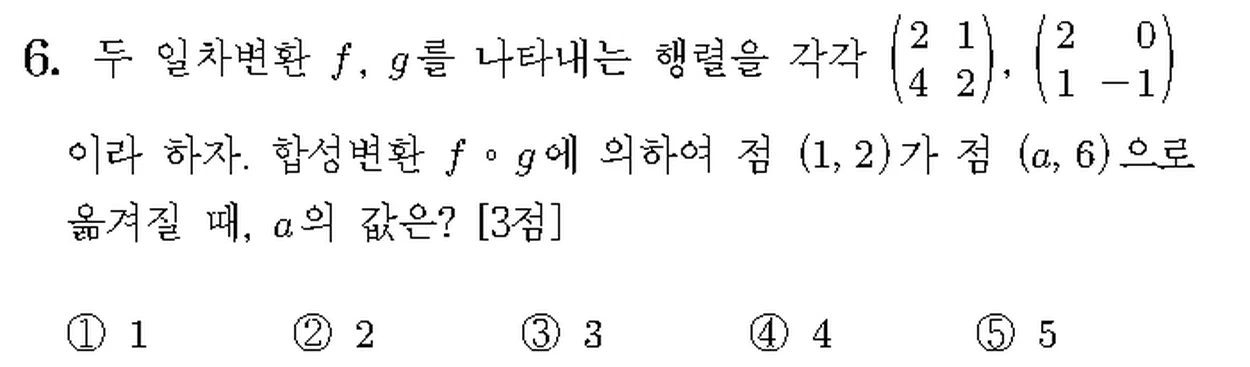 6. 두 일차변환 f, g를 나타내는 행렬을 각각 (2 1; 4 2), (2 0; 1 -1)
이라 하자. 합성변환 f ∘ g에 의하여 점 (1, 2)가 점 (a, 6)으로
옮겨질 때, a의 값은? [3점]
① 1 ② 2 ③ 3 ④ 4 ⑤ 5